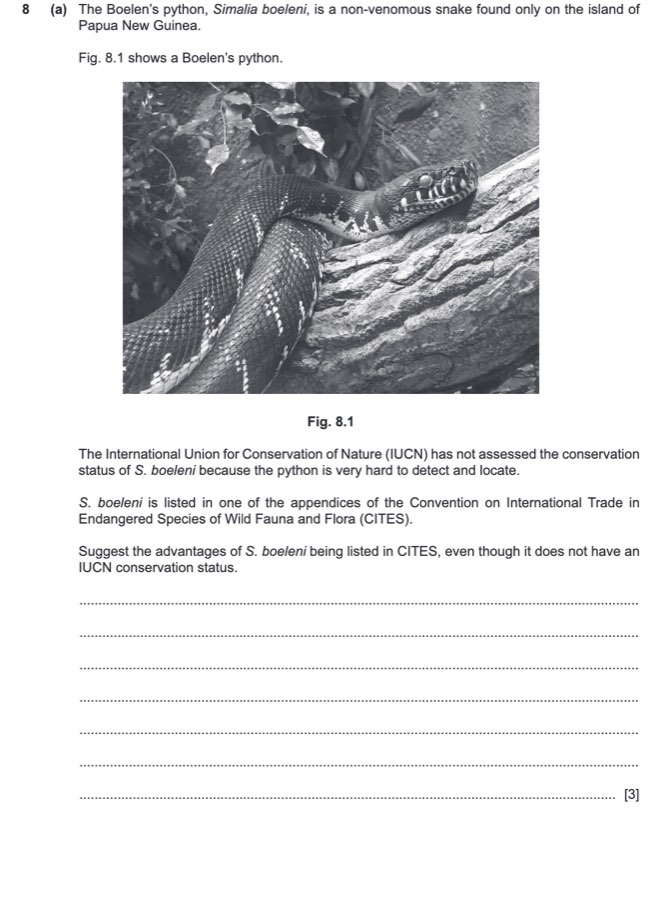 8 (a) The Boelen's python, Simalia boeleni, is a non-venomous snake found only on the island of
Papua New Guinea.
Fig. 8.1 shows a Boelen's python.
Fig. 8.1
The International Union for Conservation of Nature (IUCN) has not assessed the conservation
status of S. boeleni because the python is very hard to detect and locate.
S. boeleni is listed in one of the appendices of the Convention on International Trade in
Endangered Species of Wild Fauna and Flora (CITES).
Suggest the advantages of S. boeleni being listed in CITES, even though it does not have an
IUCN conservation status.
[3]